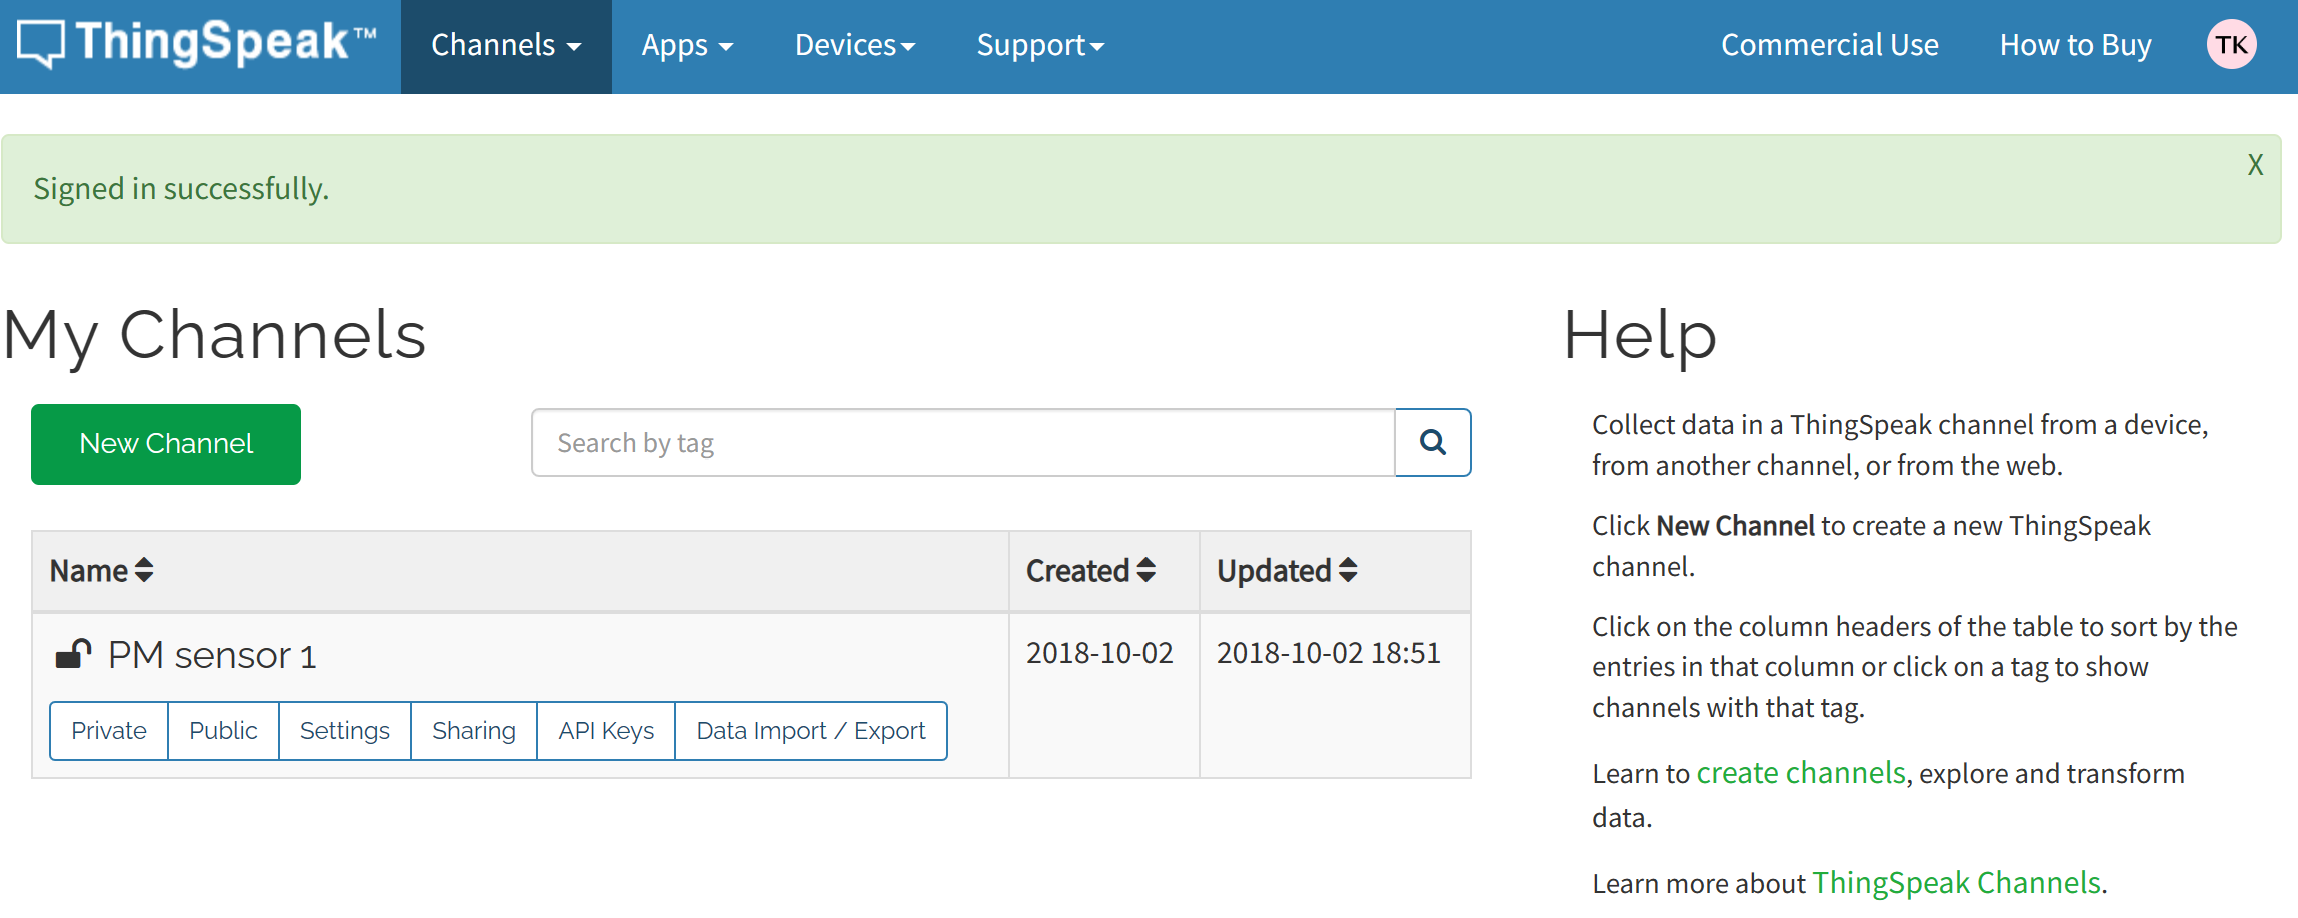 ThingSpeak™ Channels Apps Devices Support Commercial Use How to Buy TK
Signed in successfully. X
My Channels
New Channel
Search by tag
Name Created Updated
PM sensor 1 2018-10-02 2018-10-02 18:51
Private Public Settings Sharing API Keys Data Import / Export
Help
Collect data in a ThingSpeak channel from a device,
from another channel, or from the web.
Click New Channel to create a new ThingSpeak
channel.
Click on the column headers of the table to sort by the
entries in that column or click on a tag to show
channels with that tag.
Learn to create channels, explore and transform
data.
Learn more about ThingSpeak Channels.